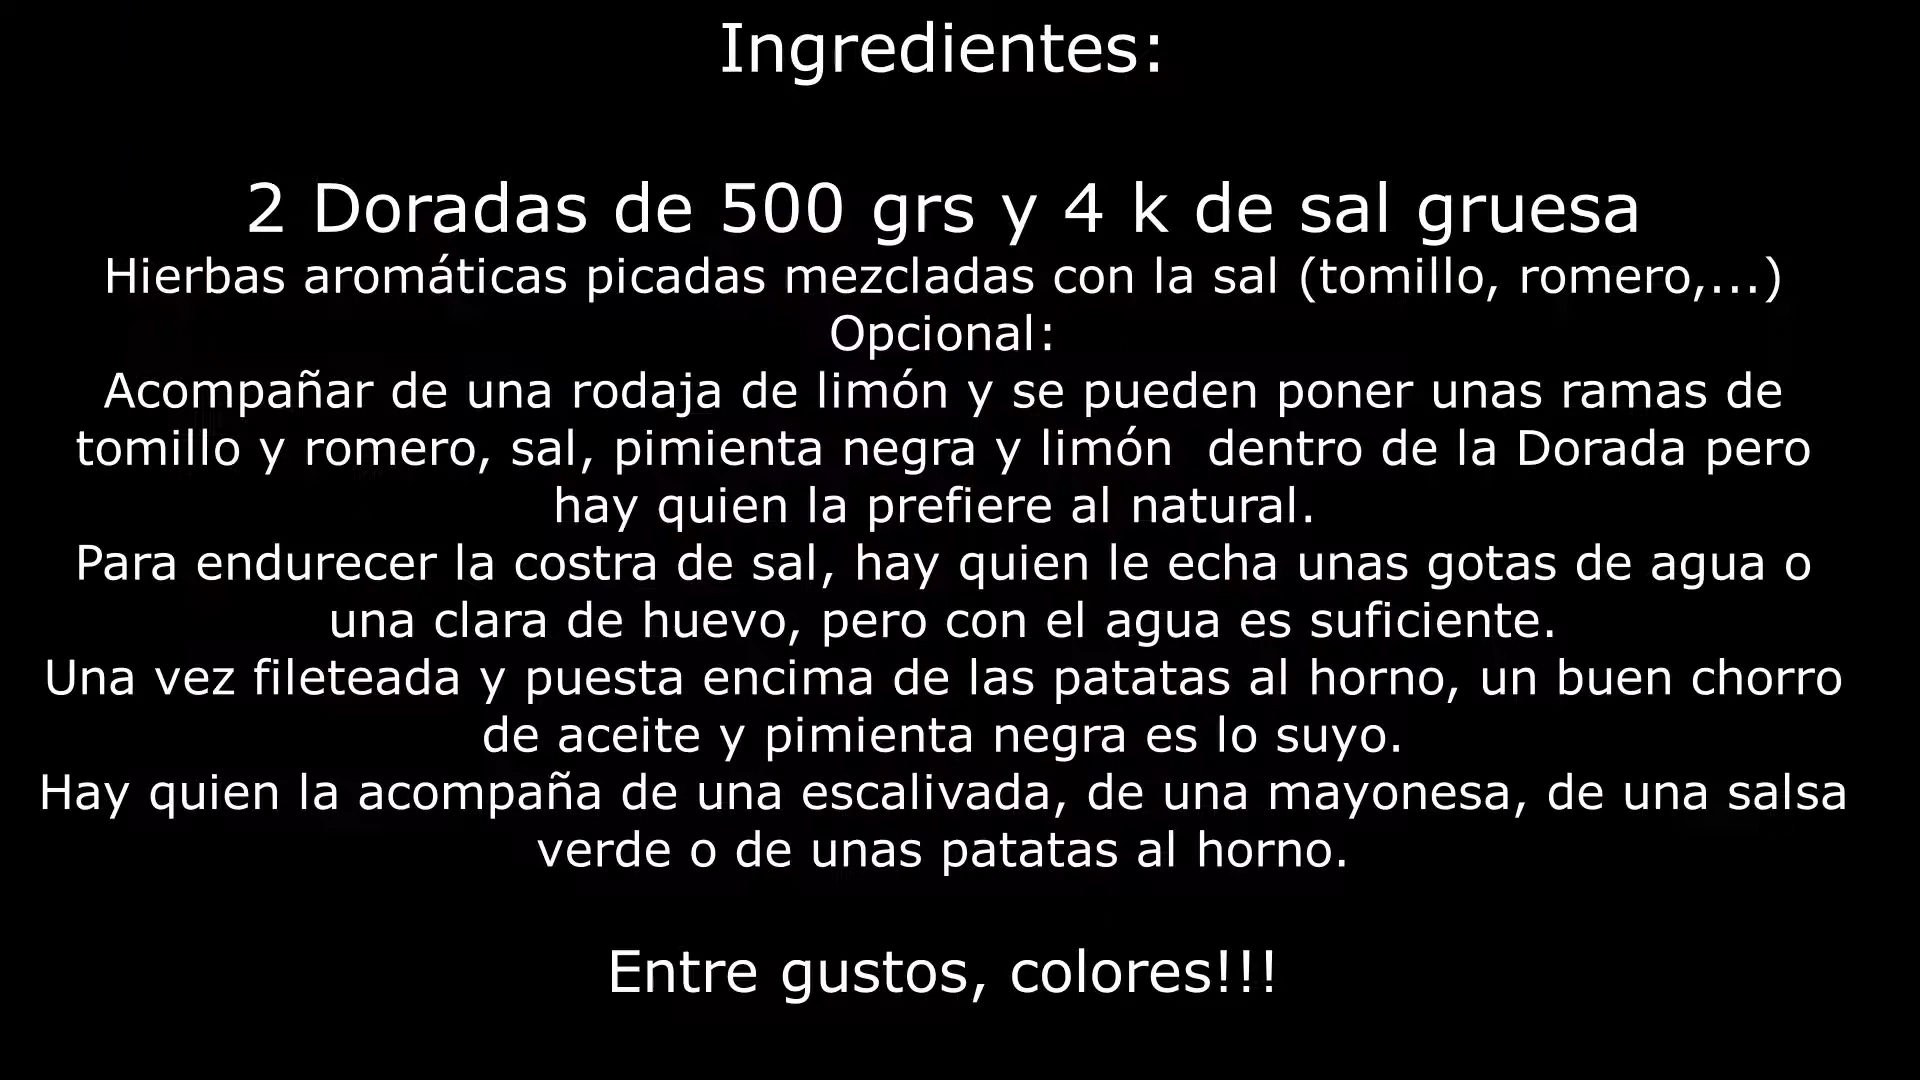 Ingredientes:
2 Doradas de 500 grs y 4 k de sal gruesa
Hierbas aromáticas picadas mezcladas con la sal (tomillo, romero,...)
Opcional:
Acompañar de una rodaja de limón y se pueden poner unas ramas de
tomillo y romero, sal, pimienta negra y limón  dentro de la Dorada pero
hay quien la prefiere al natural.
Para endurecer la costra de sal, hay quien le echa unas gotas de agua o
una clara de huevo, pero con el agua es suficiente.
Una vez fileteada y puesta encima de las patatas al horno, un buen chorro
de aceite y pimienta negra es lo suyo.
Hay quien la acompaña de una escalivada, de una mayonesa, de una salsa
verde o de unas patatas al horno.
Entre gustos, colores!!!